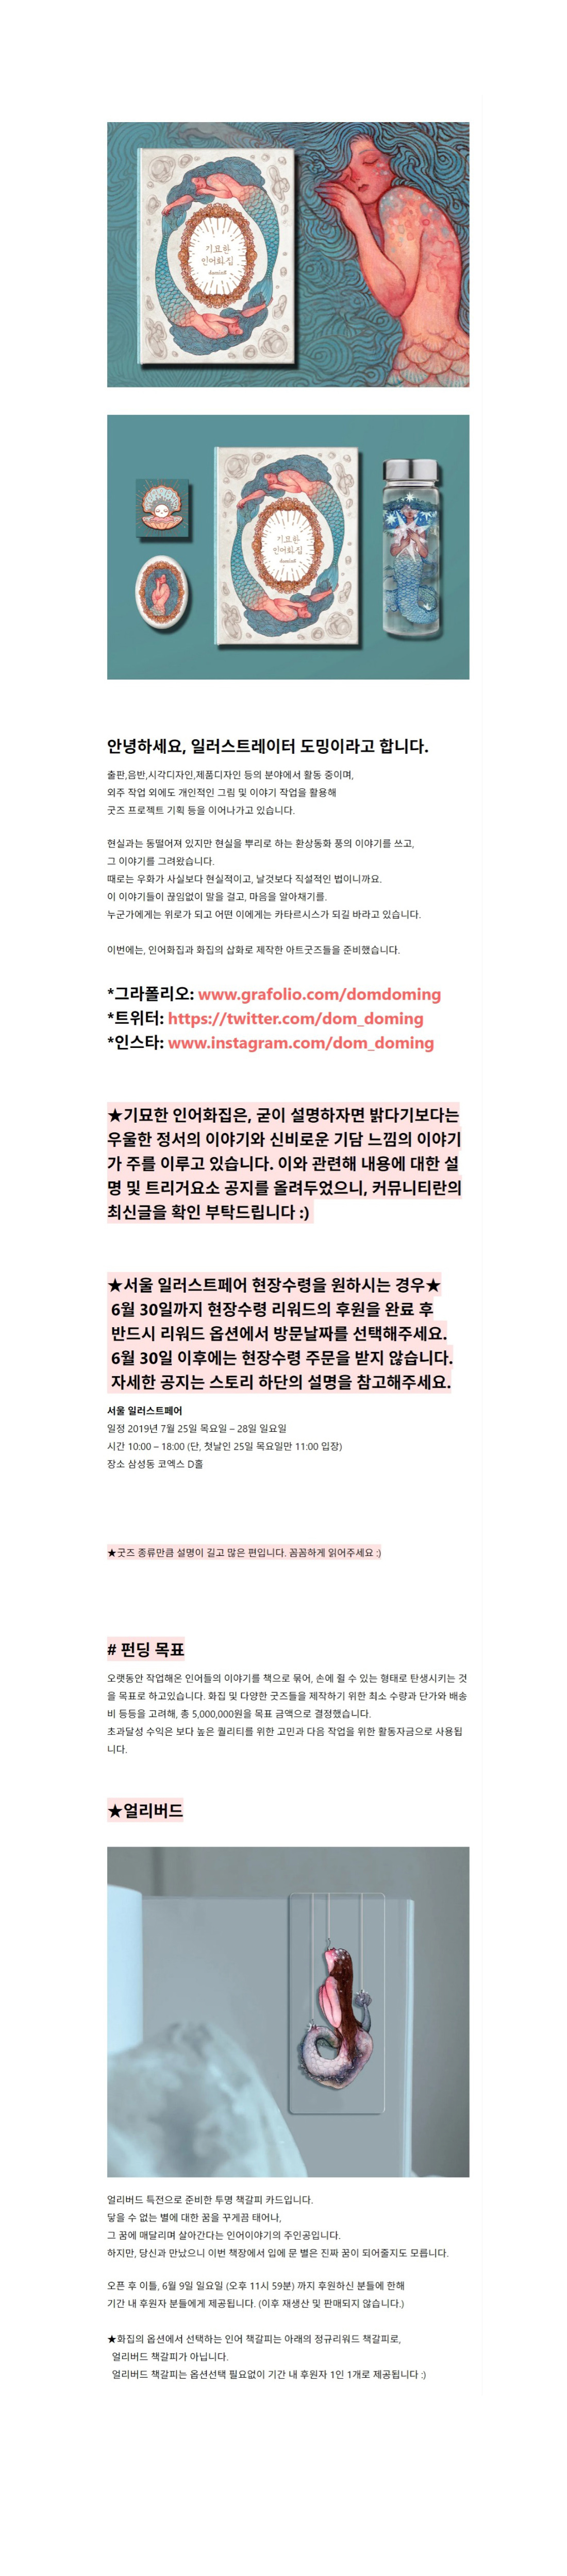 기묘한
인어화집
domin8
기묘한
인어화집
domin8
안녕하세요, 일러스트레이터 도밍이라고 합니다.
출판,음반,시각디자인,제품디자인 등의 분야에서 활동 중이며,
외주 작업 외에도 개인적인 그림 및 이야기 작업을 활용해
굿즈 프로젝트 기획 등을 이어나가고 있습니다.
현실과는 동떨어져 있지만 현실을 뿌리로 하는 환상동화 풍의 이야기를 쓰고,
그 이야기를 그려왔습니다.
때로는 우화가 사실보다 현실적이고, 날것보다 직설적인 법이니까요.
이 이야기들이 끊임없이 말을 걸고, 마음을 알아채기를.
누군가에게는 위로가 되고 어떤 이에게는 카타르시스가 되길 바라고 있습니다.
이번에는, 인어화집과 화집의 삽화로 제작한 아트굿즈들을 준비했습니다.
*그라폴리오: www.grafolio.com/domdoming
*트위터: https://twitter.com/dom_doming
*인스타: www.instagram.com/dom_doming
★기묘한 인어화집은, 굳이 설명하자면 밝다기보다는
우울한 정서의 이야기와 신비로운 기담 느낌의 이야기
가 주를 이루고 있습니다. 이와 관련해 내용에 대한 설
명 및 트리거요소 공지를 올려두었으니, 커뮤니티란의
최신글을 확인 부탁드립니다 :)
★서울 일러스트페어 현장수령을 원하시는 경우★
6월 30일까지 현장수령 리워드의 후원을 완료 후
반드시 리워드 옵션에서 방문날짜를 선택해주세요.
6월 30일 이후에는 현장수령 주문을 받지 않습니다.
자세한 공지는 스토리 하단의 설명을 참고해주세요.
서울 일러스트페어
일정 2019년 7월 25일 목요일 – 28일 일요일
시간 10:00 – 18:00 (단, 첫날인 25일 목요일만 11:00 입장)
장소 삼성동 코엑스 D홀
★굿즈 종류만큼 설명이 길고 많은 편입니다. 꼼꼼하게 읽어주세요 :)
# 펀딩 목표
오랫동안 작업해온 인어들의 이야기를 책으로 묶어, 손에 쥘 수 있는 형태로 탄생시키는 것
을 목표로 하고있습니다. 화집 및 다양한 굿즈들을 제작하기 위한 최소 수량과 단가와 배송
비 등등을 고려해, 총 5,000,000원을 목표 금액으로 결정했습니다.
초과달성 수익은 보다 높은 퀄리티를 위한 고민과 다음 작업을 위한 활동자금으로 사용됩
니다.
★얼리버드
얼리버드 특전으로 준비한 투명 책갈피 카드입니다.
닿을 수 없는 별에 대한 꿈을 꾸게끔 태어나,
그 꿈에 매달리며 살아간다는 인어이야기의 주인공입니다.
하지만, 당신과 만났으니 이번 책장에서 입에 문 별은 진짜 꿈이 되어줄지도 모릅니다.
오픈 후 이틀, 6월 9일 일요일 (오후 11시 59분) 까지 후원하신 분들에 한해
기간 내 후원자 분들에게 제공됩니다. (이후 재생산 및 판매되지 않습니다.)
★화집의 옵션에서 선택하는 인어 책갈피는 아래의 정규리워드 책갈피로,
얼리버드 책갈피가 아닙니다.
얼리버드 책갈피는 옵션선택 필요없이 기간 내 후원자 1인 1개로 제공됩니다 :)